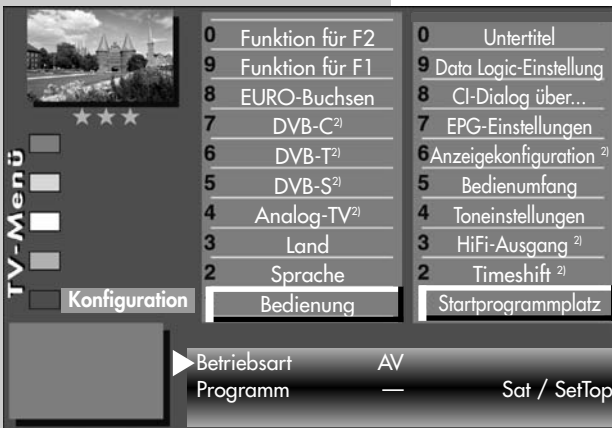 TV-Menü
Konfiguration
0 Funktion für F2
9 Funktion für F1
8 EURO-Buchsen
7 DVB-C2)
6 DVB-T2)
5 DVB-S2)
4 Analog-TV2)
3 Land
2 Sprache
Bedienung
0 Untertitel
9 Data Logic-Einstellung
8 CI-Dialog über...
7 EPG-Einstellungen
6 Anzeigekonfiguration 2)
5 Bedienumfang
4 Toneinstellungen
3 HiFi-Ausgang 2)
2 Timeshift 2)
Startprogrammplatz
Betriebsart AV
Programm — Sat / SetTop